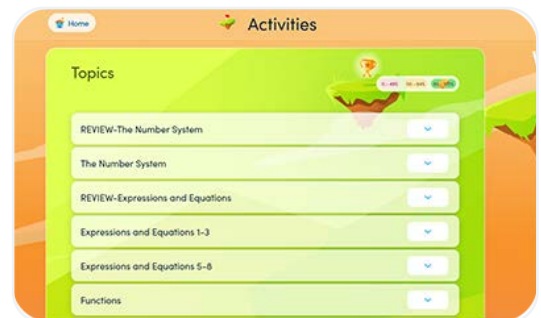 Home
Activities
Topics
REVIEW-The Number System
The Number System
REVIEW-Expressions and Equations
Expressions and Equations 1-3
Expressions and Equations 5-8
Functions